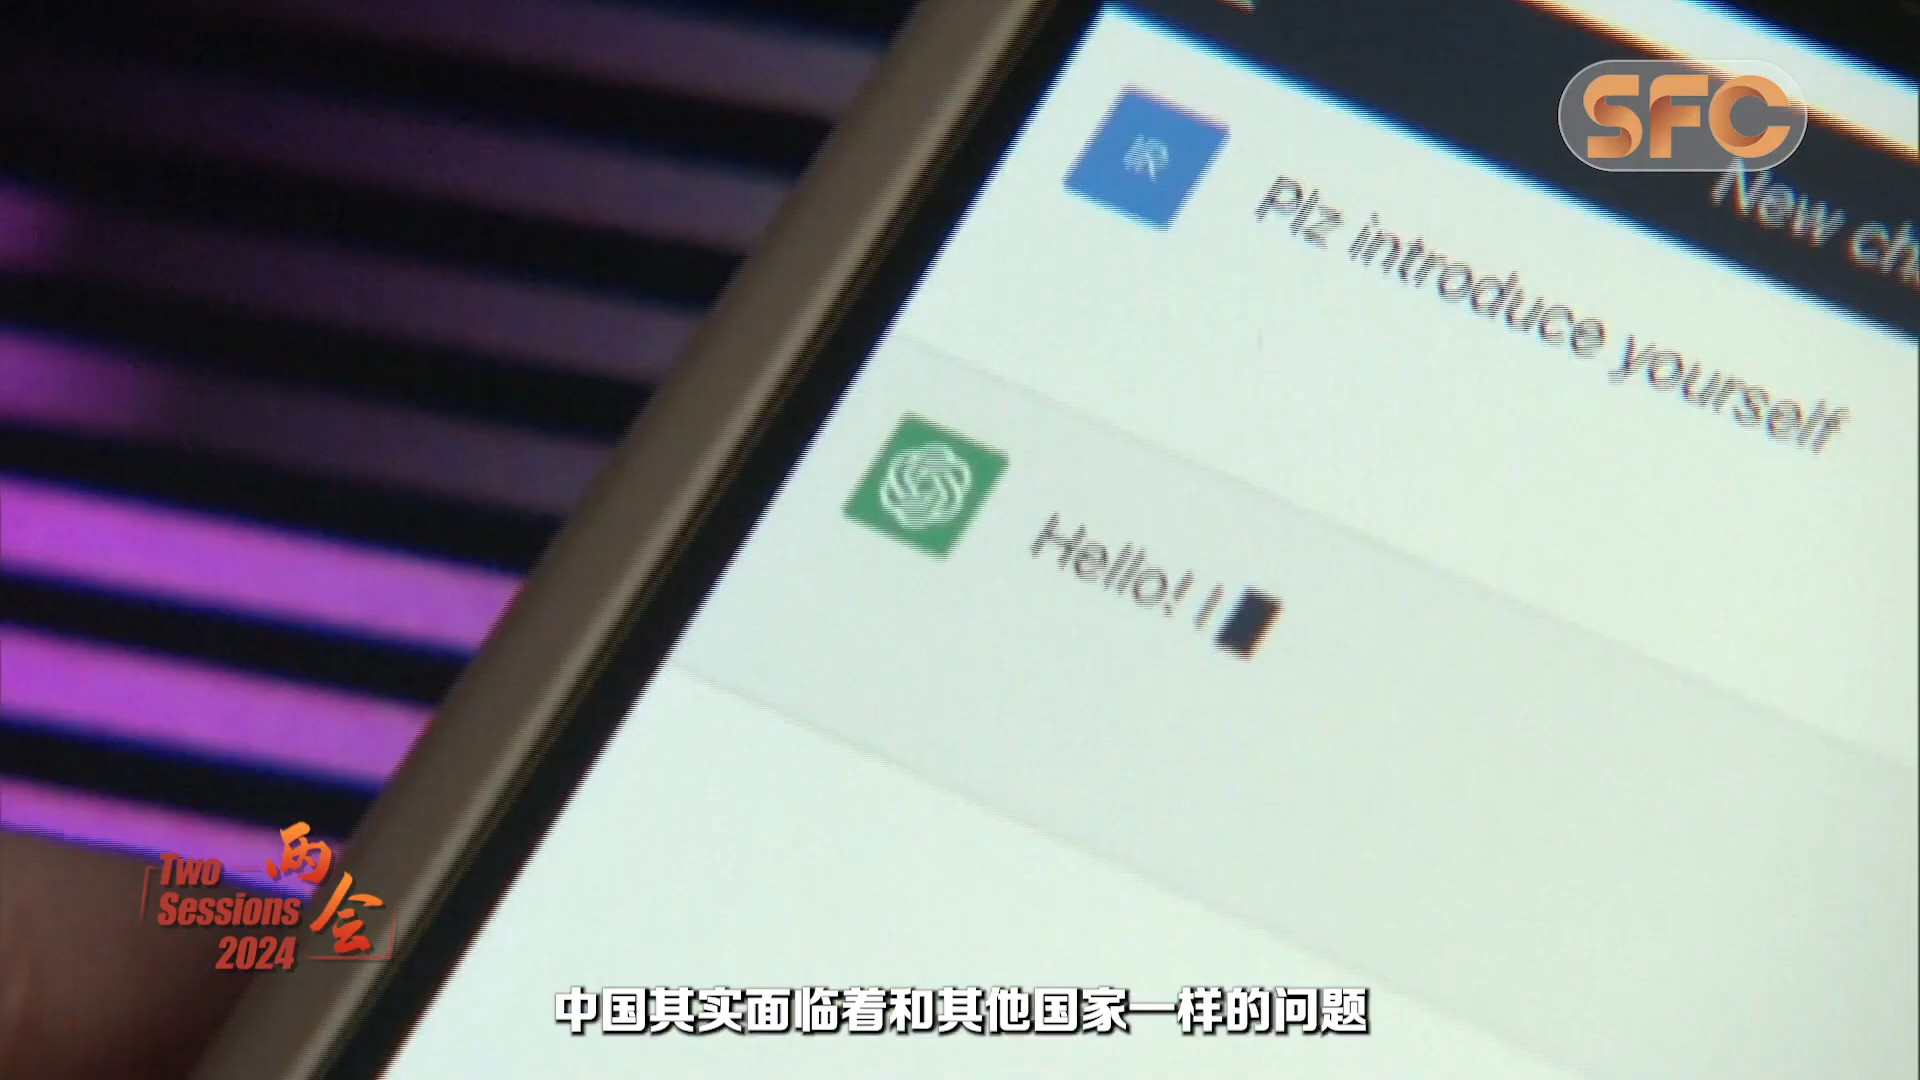 SFC
New ch
Plz introduce yourself
Hello! I
Two
Sessions
2024
两会
中国其实面临着和其他国家一样的问题